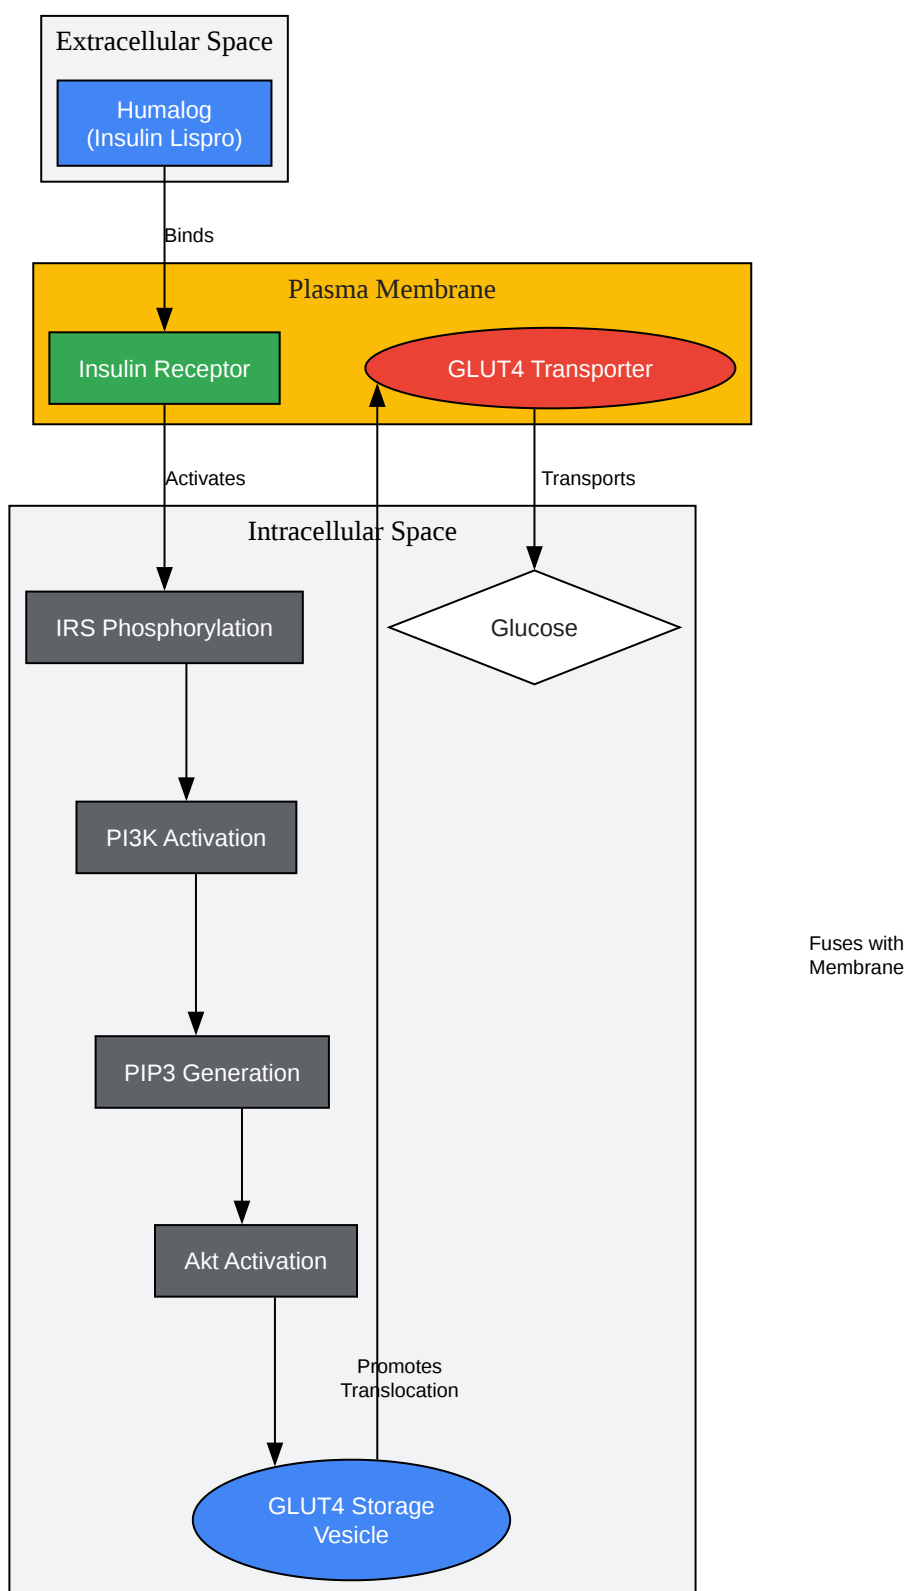 Extracellular Space
Humalog
(Insulin Lispro)
Binds
Plasma Membrane
Insulin Receptor
GLUT4 Transporter
Activates
Transports
Intracellular Space
IRS Phosphorylation
Glucose
PI3K Activation
Fuses with
Membrane
PIP3 Generation
Akt Activation
Promotes
Translocation
GLUT4 Storage
Vesicle